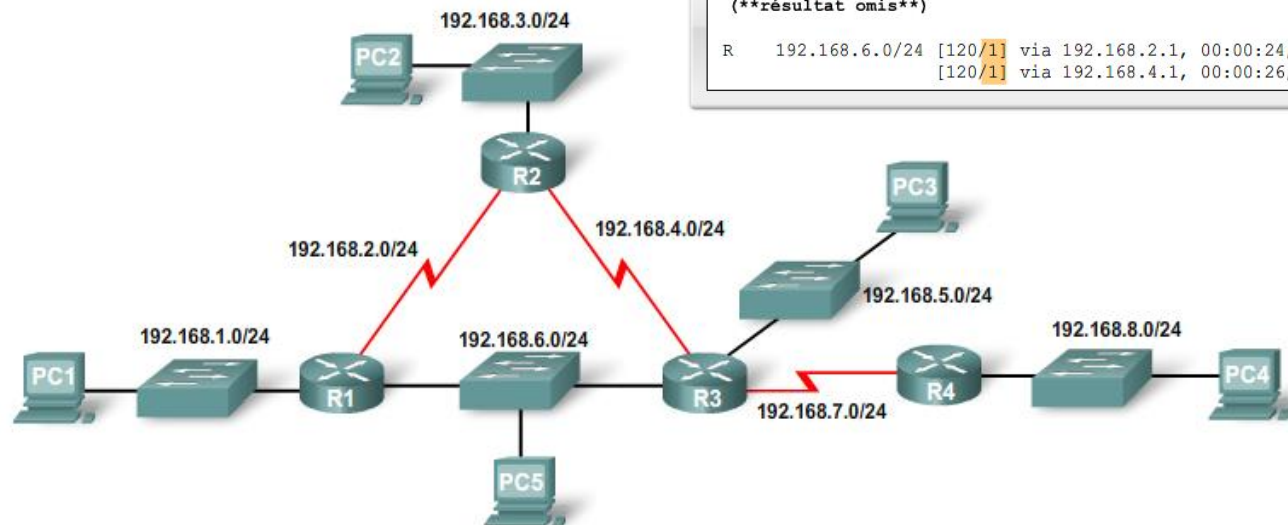 (**résultat omis**)
R 192.168.6.0/24 [120/1] via 192.168.2.1, 00:00:24,
[120/1] via 192.168.4.1, 00:00:26,
192.168.3.0/24
PC2
R2
PC3
192.168.2.0/24
192.168.4.0/24
192.168.5.0/24
192.168.1.0/24
192.168.6.0/24
192.168.8.0/24
PC1
R1
R3
R4
PC4
192.168.7.0/24
PC5